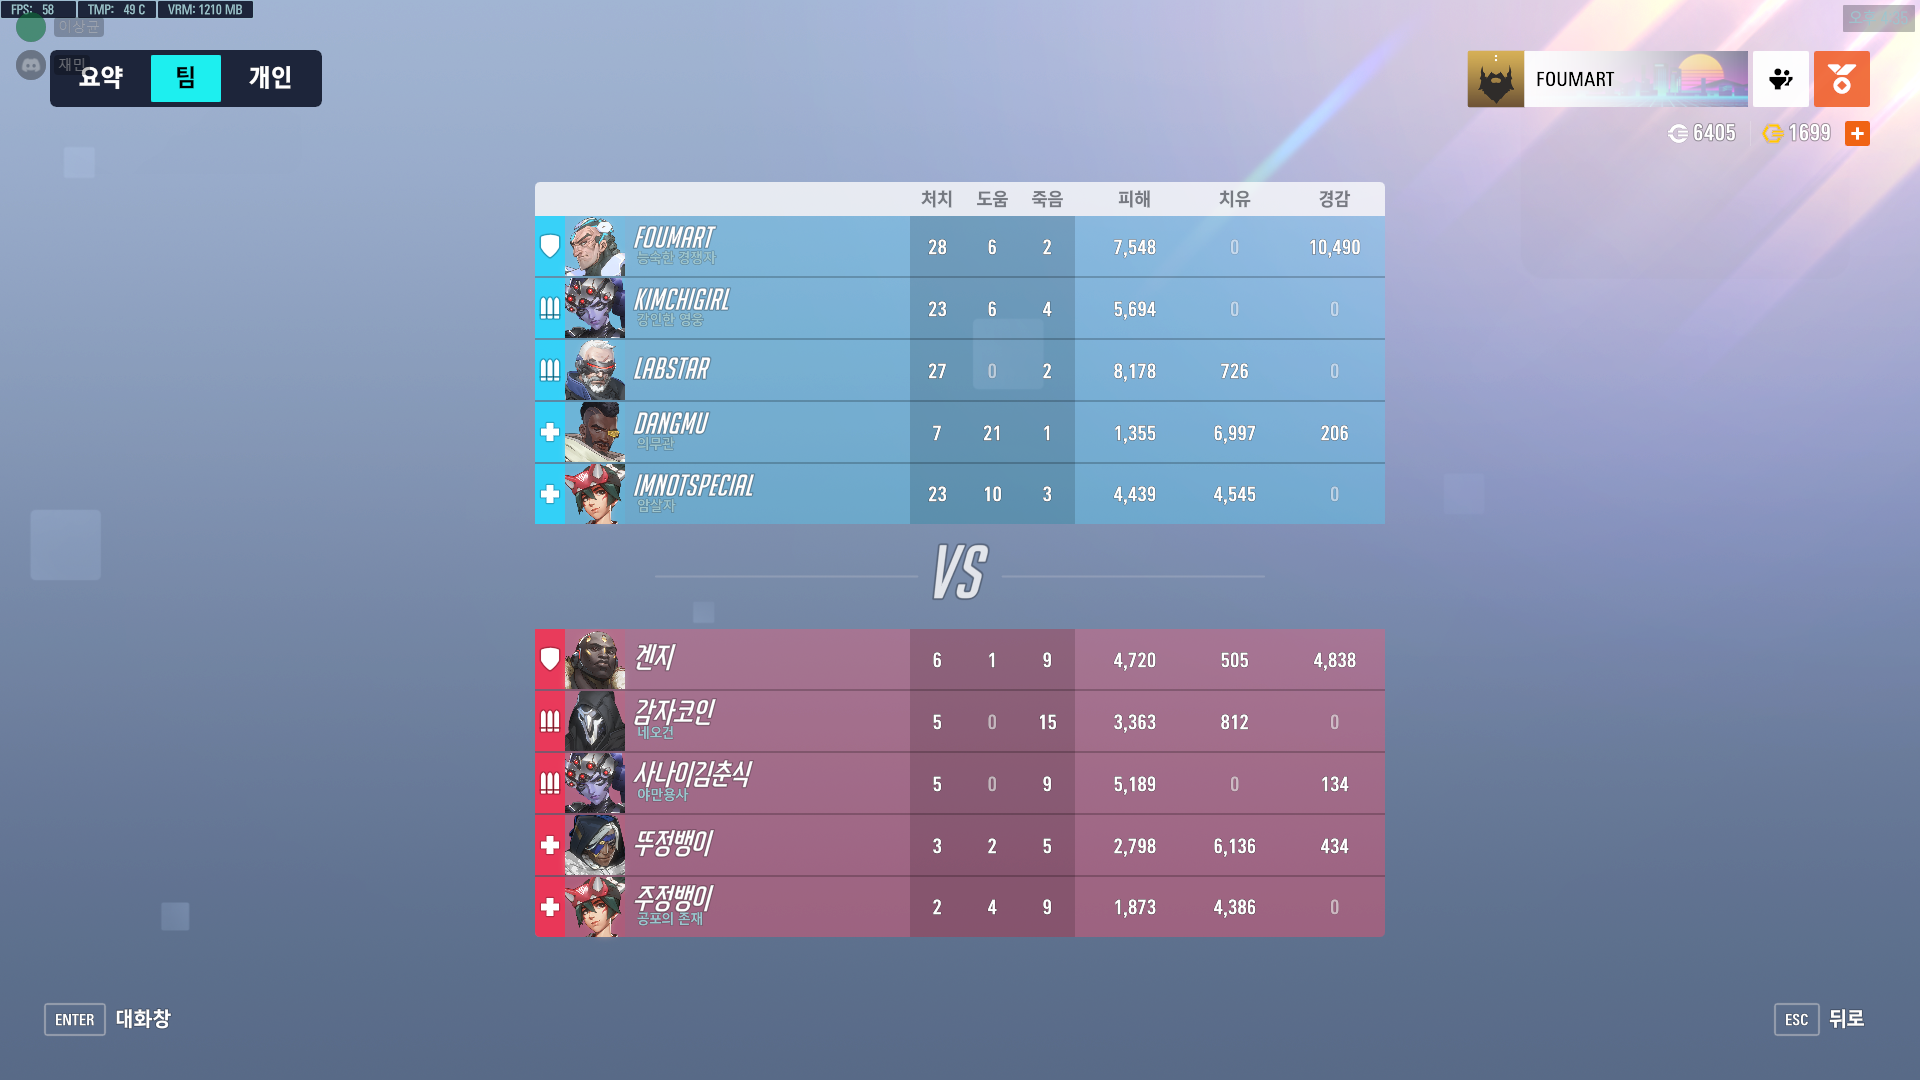 FPS: 58 TMP: 49 C VRM: 1210 MB
이상균
재민
요약 팀 개인
FOUMART
6405 1699
처치 도움 죽음 피해 치유 경감
FOUMART 28 6 2 7,548 0 10,490
능숙한 경쟁자
KIMCHIGIRL 23 6 4 5,694 0 0
강인한 영웅
LABSTAR 27 0 2 8,178 726 0
DANGMU 7 21 1 1,355 6,997 206
의무관
IMNOTSPECIAL 23 10 3 4,439 4,545 0
암살자
VS
겐지 6 1 9 4,720 505 4,838
감자코인 5 0 15 3,363 812 0
네오건
사나이김춘식 5 0 9 5,189 0 134
야만용사
뚜정뱅이 3 2 5 2,798 6,136 434
주정뱅이 2 4 9 1,873 4,386 0
공포의 존재
ENTER 대화창
ESC 뒤로